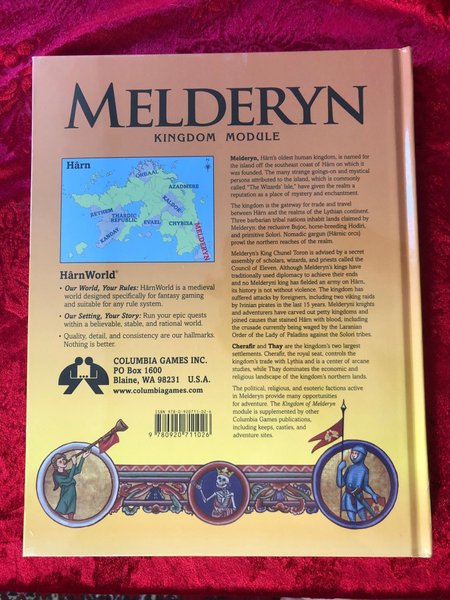 MELDERYN
KINGDOM MODULE
Hârn
ORBAAL
AZADMERE
RETHEM
THARDIC
REPUBLIC
KALDOR
EVAEL
CHYBISA
KANDAY
MELDERYN
HârnWorld®
• Our World, Your Rules: HârnWorld is a medieval
world designed specifically for fantasy gaming
and suitable for any rule system.
• Our Setting, Your Story: Run your epic quests
within a believable, stable, and rational world.
• Quality, detail, and consistency are our hallmarks.
Nothing is better.
COLUMBIA GAMES INC.
PO Box 1600
Blaine, WA 98231 U.S.A.
www.columbiagames.com
ISBN 978-0-920711-02-6
9 780920 711026
Melderyn, Hârn's oldest human kingdom, is named for
the island off the southeast coast of Hârn on which it
was founded. The many strange goings-on and mystical
persons attributed to the island, which is commonly
called "The Wizards' Isle," have given the realm a
reputation as a place of mystery and enchantment.
The kingdom is the gateway for trade and travel
between Hârn and the realms of the Lythian continent.
Three barbarian tribal nations inhabit lands claimed by
Melderyn: the reclusive Bujoc, horse-breeding Hodiri,
and primitive Solori. Nomadic gargun (Hârnic orcs)
prowl the northern reaches of the realm.
Melderyn's King Chunel Toron is advised by a secret
assembly of scholars, wizards, and priests called the
Council of Eleven. Although Melderyn's kings have
traditionally used diplomacy to achieve their ends
and no Melderyni king has fielded an army on Hârn,
its history is not without violence. The kingdom has
suffered attacks by foreigners, including two viking raids
by Ivinian pirates in the last 15 years. Melderyni knights
and adventurers have carved out petty kingdoms and
joined causes that stained Hârn with blood, including
the crusade currently being waged by the Laranian
Order of the Lady of Paladins against the Solori tribes.
Cherafir and Thay are the kingdom's two largest
settlements. Cherafir, the royal seat, controls the
kingdom's trade with Lythia and is a center of arcane
studies, while Thay dominates the economic and
religious landscape of the kingdom's northern lands.
The political, religious, and esoteric factions active
in Melderyn provide many opportunities
for adventure. The Kingdom of Melderyn
module is supplemented by other
Columbia Games publications,
including keeps, castles, and
adventure sites.